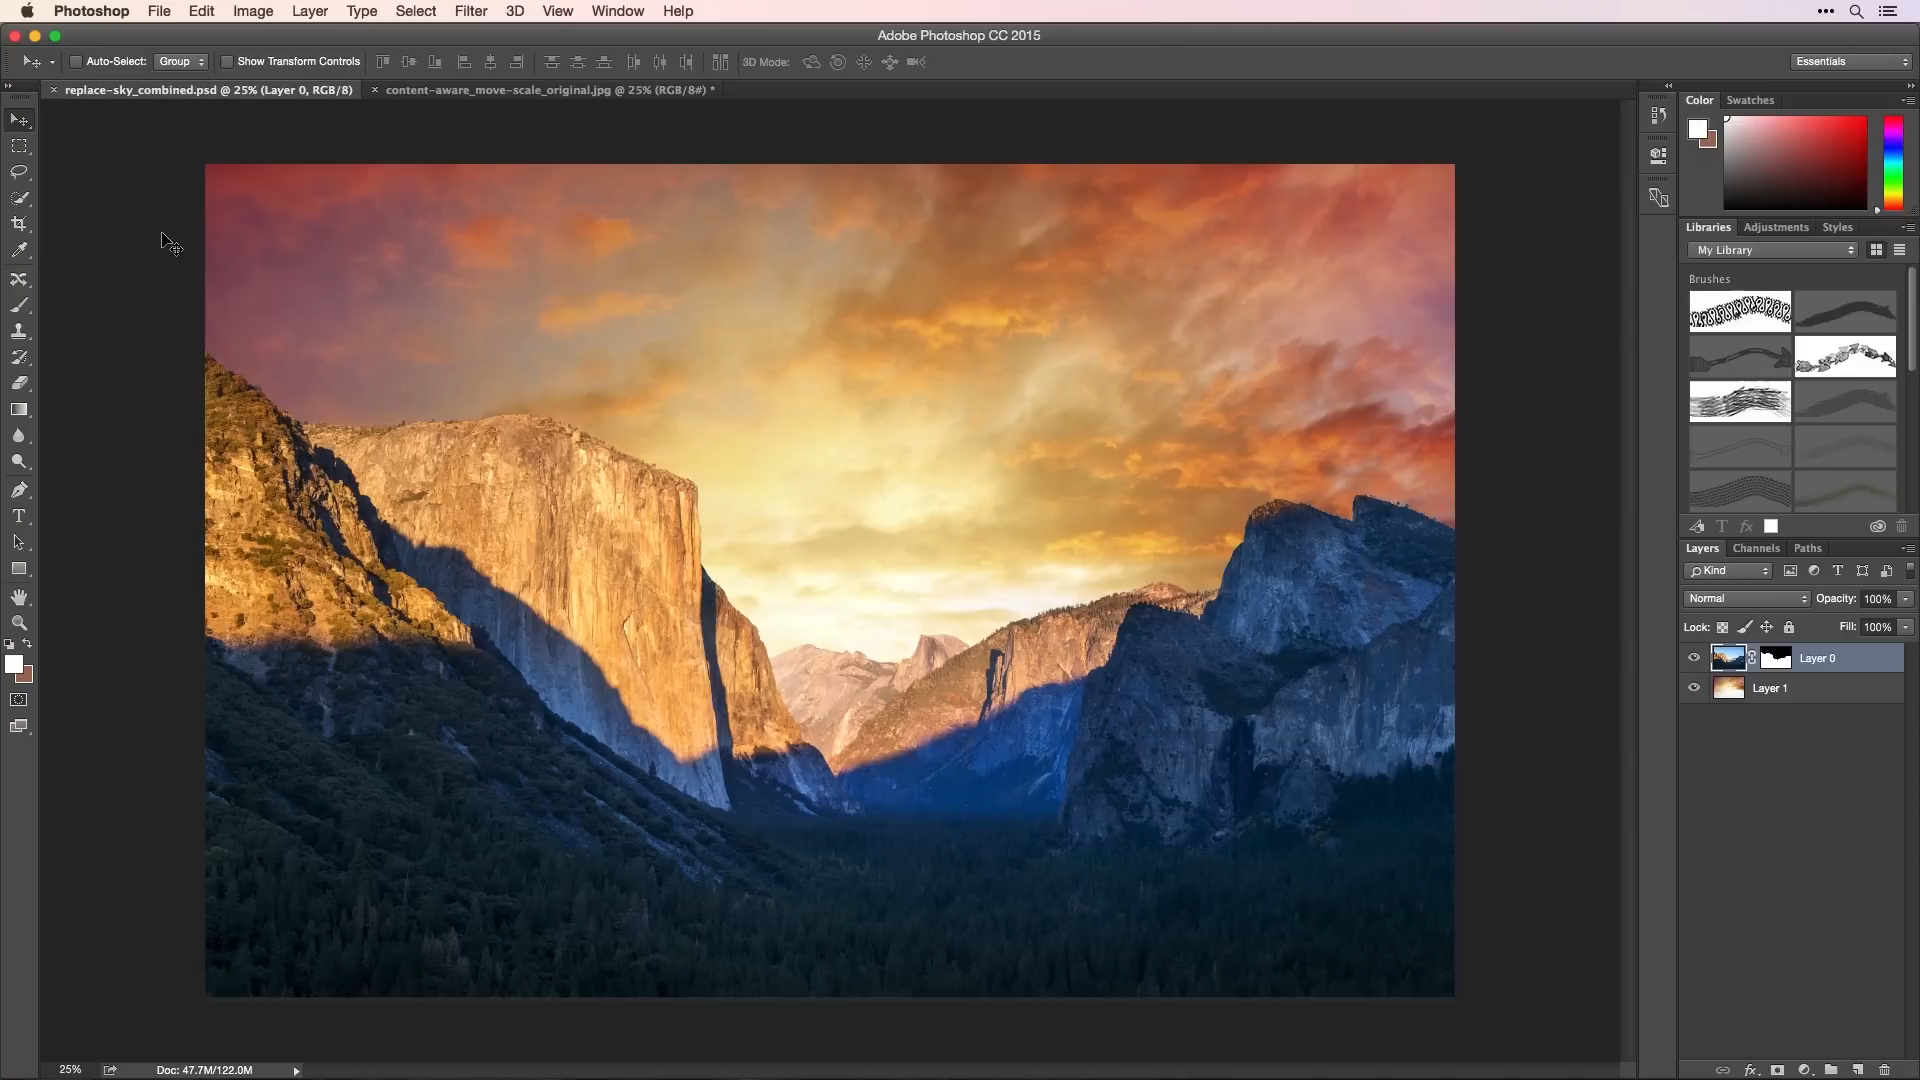 Photoshop File Edit Image Layer Type Select Filter 3D View Window Help
Adobe Photoshop CC 2015
Auto-Select: Group Show Transform Controls 3D Mode: Essentials
replace-sky_combined.psd @ 25% (Layer 0, RGB/8) content-aware_move-scale_original.jpg @ 25% (RGB/8#) *
Color Swatches
Libraries Adjustments Styles
My Library
Brushes
Layers Channels Paths
Kind
Normal Opacity: 100%
Lock: Fill: 100%
Layer 0
Layer 1
25% Doc: 47.7M/122.0M